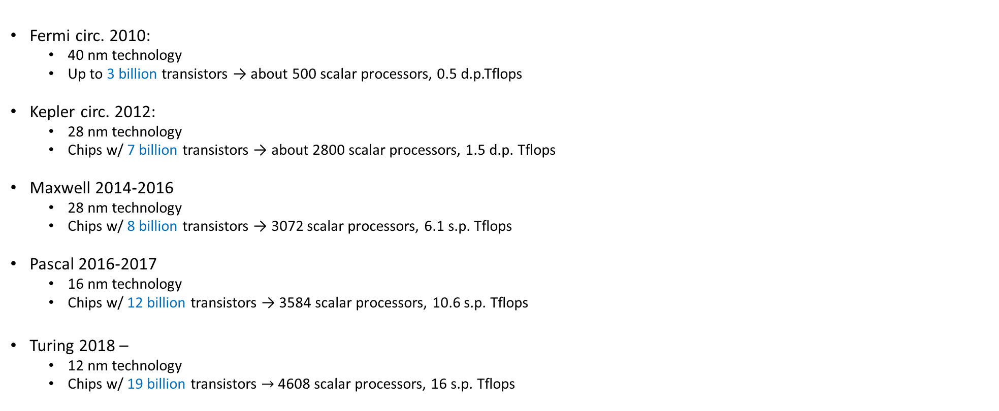 • Fermi circ. 2010:
• 40 nm technology
• Up to 3 billion transistors → about 500 scalar processors, 0.5 d.p.Tflops
• Kepler circ. 2012:
• 28 nm technology
• Chips w/ 7 billion transistors → about 2800 scalar processors, 1.5 d.p. Tflops
• Maxwell 2014-2016
• 28 nm technology
• Chips w/ 8 billion transistors → 3072 scalar processors, 6.1 s.p. Tflops
• Pascal 2016-2017
• 16 nm technology
• Chips w/ 12 billion transistors → 3584 scalar processors, 10.6 s.p. Tflops
• Turing 2018 –
• 12 nm technology
• Chips w/ 19 billion transistors → 4608 scalar processors, 16 s.p. Tflops